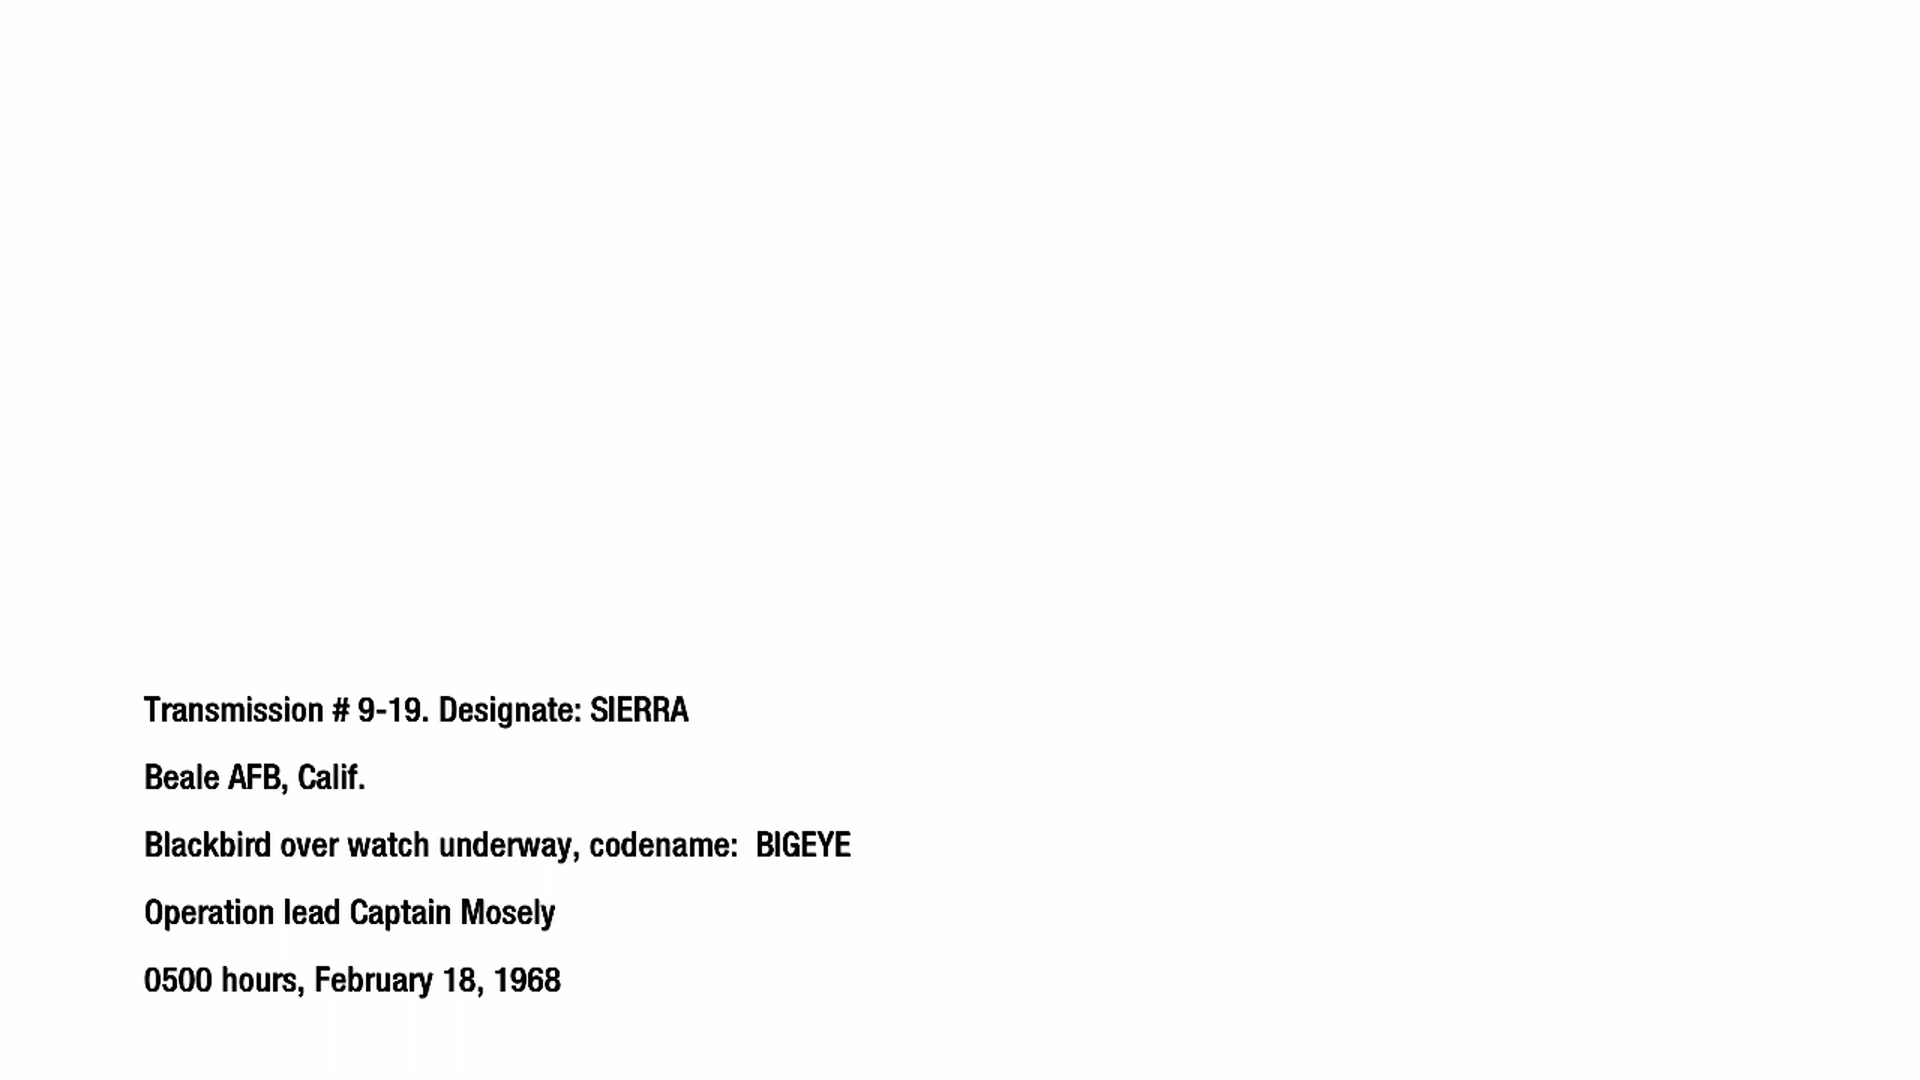 Transmission # 9-19. Designate: SIERRA
Beale AFB, Calif.
Blackbird over watch underway, codename:  BIGEYE
Operation lead Captain Mosely
0500 hours, February 18, 1968